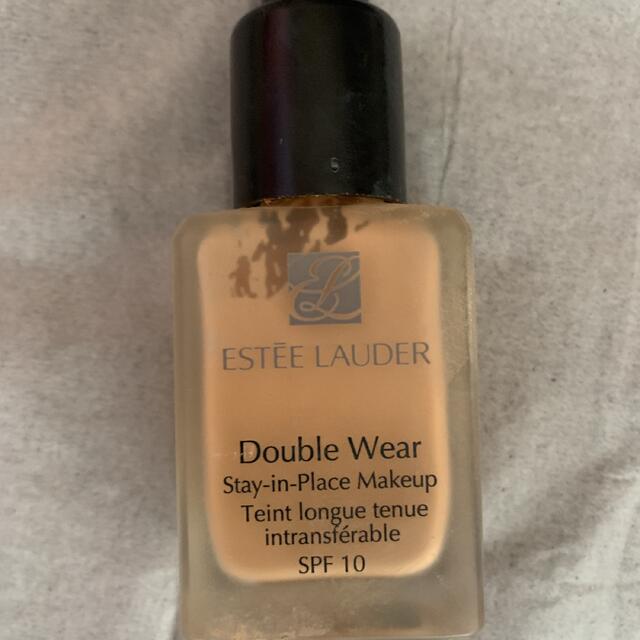 ESTĒE LAUDER
Double Wear
Stay-in-Place Makeup
Teint longue tenue
intransférable
SPF 10